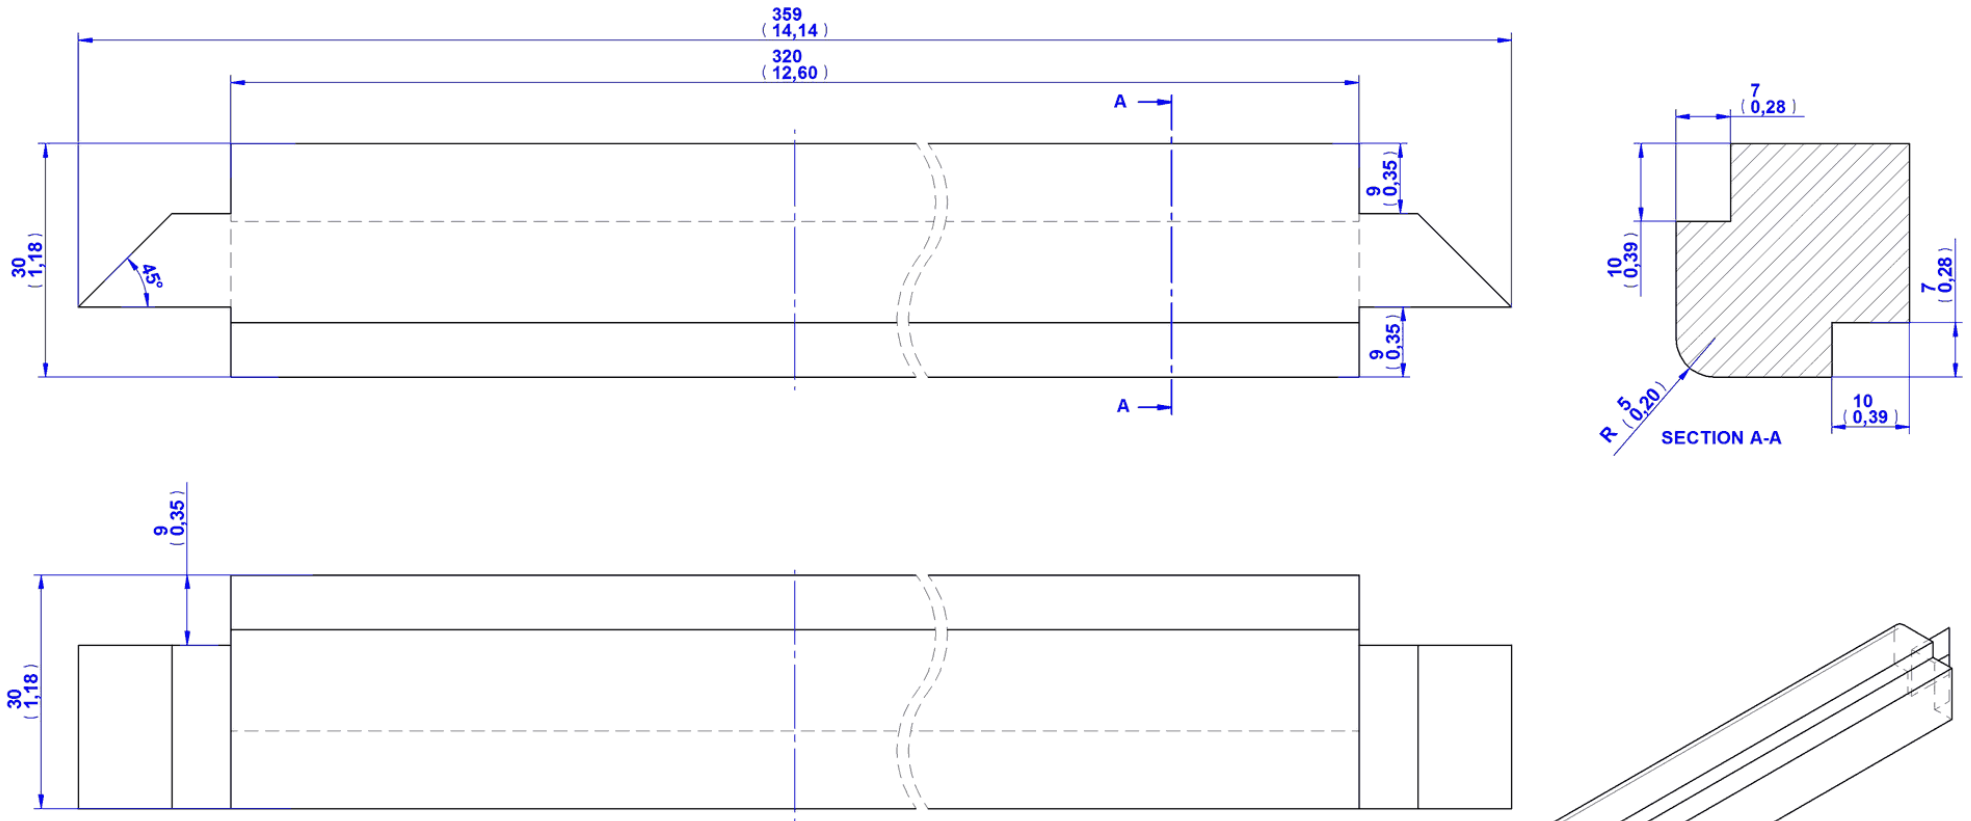 359
( 14,14 )
320
( 12,60 )
A
7
( 0,28 )
9
( 0,35 )
10
( 0,39 )
30
( 1,18 )
45°
7
( 0,28 )
9
( 0,35 )
A
R 5
( 0,20 )
10
( 0,39 )
SECTION A-A
9
( 0,35 )
30
( 1,18 )